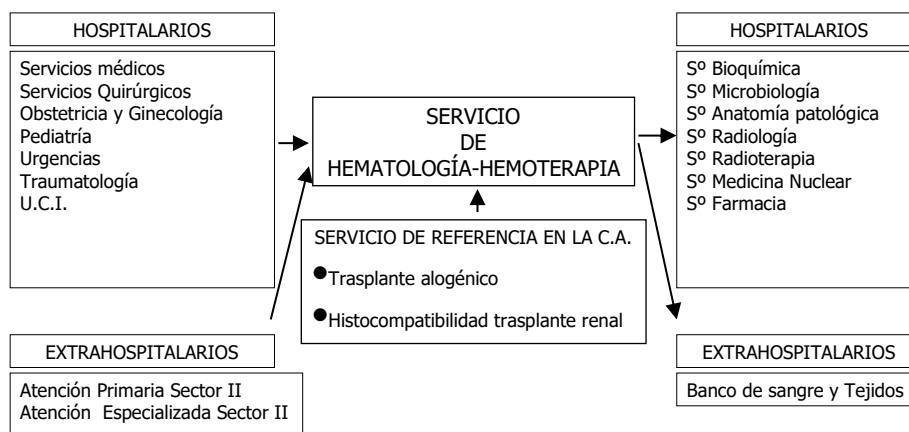 HOSPITALARIOS
Servicios médicos
Servicios Quirúrgicos
Obstetricia y Ginecología
Pediatría
Urgencias
Traumatología
U.C.I.
EXTRAHOSPITALARIOS
Atención Primaria Sector II
Atención Especializada Sector II
SERVICIO
DE
HEMATOLOGÍA-HEMOTERAPIA
SERVICIO DE REFERENCIA EN LA C.A.
●Trasplante alogénico
●Histocompatibilidad trasplante renal
HOSPITALARIOS
Sº Bioquímica
Sº Microbiología
Sº Anatomía patológica
Sº Radiología
Sº Radioterapia
Sº Medicina Nuclear
Sº Farmacia
EXTRAHOSPITALARIOS
Banco de sangre y Tejidos